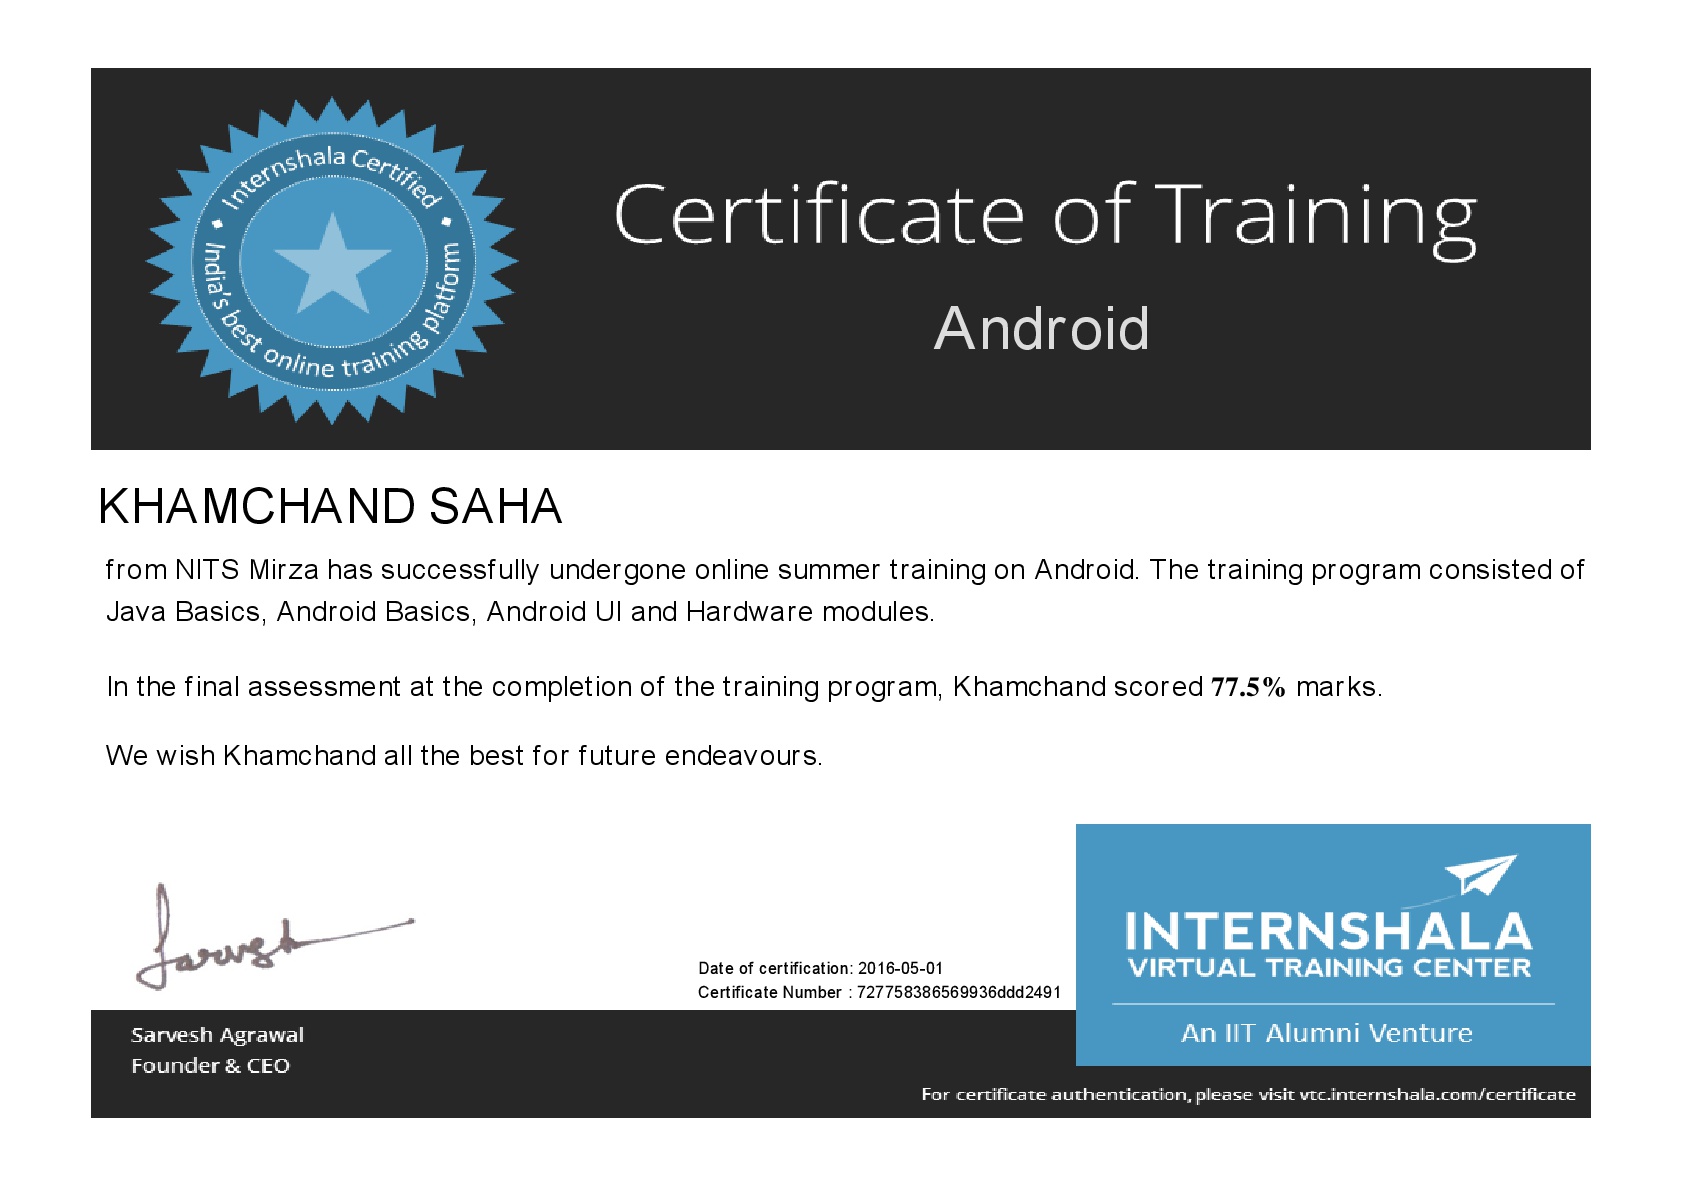 Internshala Certified
India's best online training platform
Certificate of Training
Android
KHAMCHAND SAHA
from NITS Mirza has successfully undergone online summer training on Android. The training program consisted of
Java Basics, Android Basics, Android UI and Hardware modules.
In the final assessment at the completion of the training program, Khamchand scored 77.5% marks.
We wish Khamchand all the best for future endeavours.
Sarvesh
Date of certification: 2016-05-01
Certificate Number : 727758386569936ddd2491
INTERNSHALA
VIRTUAL TRAINING CENTER
An IIT Alumni Venture
Sarvesh Agrawal
Founder & CEO
For certificate authentication, please visit vtc.internshala.com/certificate